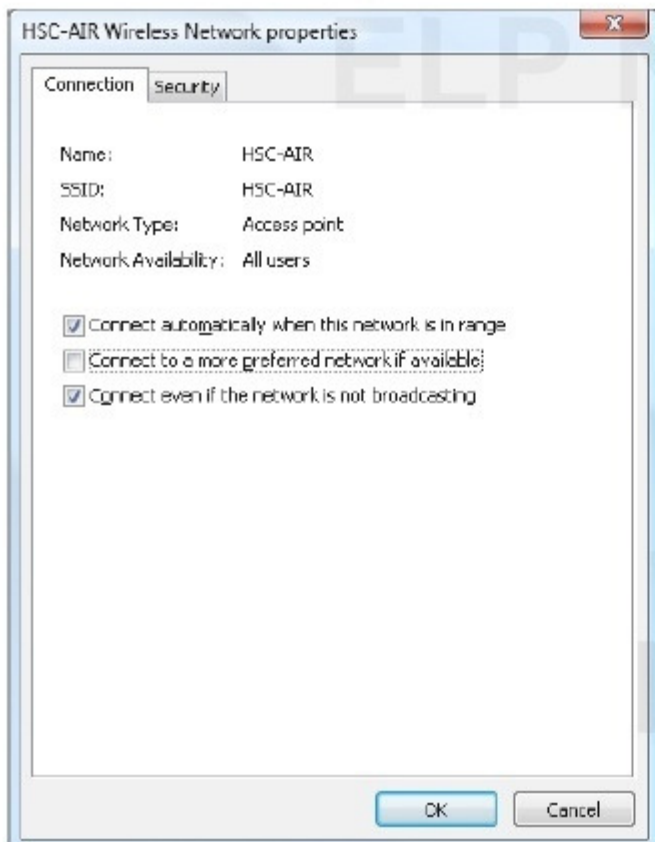 HSC-AIR Wireless Network properties
Connection Security
Name: HSC-AIR
SSID: HSC-AIR
Network Type: Access point
Network Availability: All users
Connect automatically when this network is in range
Connect to a more preferred network if available
Connect even if the network is not broadcasting
OK Cancel